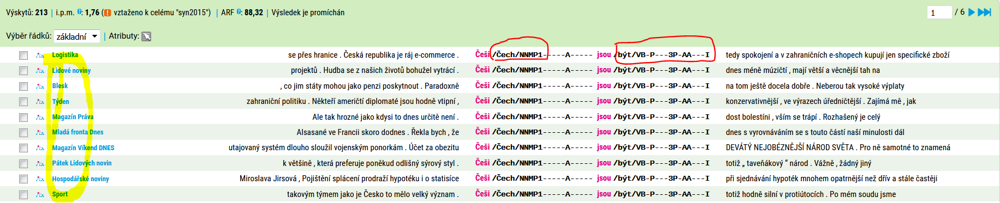 Výskytů: 213 | i.p.m. ?: 1,76 (! vztaženo k celému "syn2015") | ARF ?: 88,32 | Výsledek je promíchán 1 / 6
Výběr řádků: základní | Atributy:
Logistika se přes hranice . Česká republika je ráj e-commerce . Češi /Čech/NNMP1-----A----- jsou /být/VB-P---3P-AA---I tedy spokojení a v zahraničních e-shopech kupují jen specifické zboží
Lidové noviny projektů . Hudba se z našich životů bohužel vytrácí . Češi /Čech/NNMP1-----A----- jsou /být/VB-P---3P-AA---I dnes méně múzičtí , mají větší a věcnější tah na
Blesk , co jim státy mohou jako penzi poskytnout . Paradoxně Češi /Čech/NNMP1-----A----- jsou /být/VB-P---3P-AA---I na tom ještě docela dobře . Neberou tak vysoké výplaty
Týden zahraniční politiku . Někteří američtí diplomaté jsou hodně vtipní , Češi /Čech/NNMP1-----A----- jsou /být/VB-P---3P-AA---I konzervativnější , ve výrazech úředničtější . Zajímá mě , jak
Magazín Práva Ale tak hrozné jako kdysi to dnes určitě není . Češi /Čech/NNMP1-----A----- jsou /být/VB-P---3P-AA---I dost bolestíni , vším se trápí . Rozhašený je celý
Mladá fronta Dnes Alsasané ve Francii skoro dodnes . Řekla bych , že Češi /Čech/NNMP1-----A----- jsou /být/VB-P---3P-AA---I dnes s vyrovnáváním se s touto částí naší minulosti dál
Magazín Víkend DNES utajovaný systém dlouho sloužil vojenským ponorkám . Účet za obezitu Češi /Čech/NNMP1-----A----- jsou /být/VB-P---3P-AA---I DEVÁTÝ NEJOBÉZNĚJŠÍ NÁROD SVĚTA . Pro ně samotné to znamená
Pátek Lidových novin k většině , která preferuje poněkud odlišný sýrový styl . Češi /Čech/NNMP1-----A----- jsou /být/VB-P---3P-AA---I totiž „ taveňákový “ národ . Vážně , žádný jiný
Hospodářské noviny Miroslava Jirsová , Pojištění splácení prodraží hypotéku i o statisíce Češi /Čech/NNMP1-----A----- jsou /být/VB-P---3P-AA---I při sjednávání hypoték mnohem opatrnější než dřív a stále častěji
Sport takovým týmem jako je Česko to mělo velký význam . Češi /Čech/NNMP1-----A----- jsou /být/VB-P---3P-AA---I totiž hodně silní v protiútocích . Po mém soudu jsme